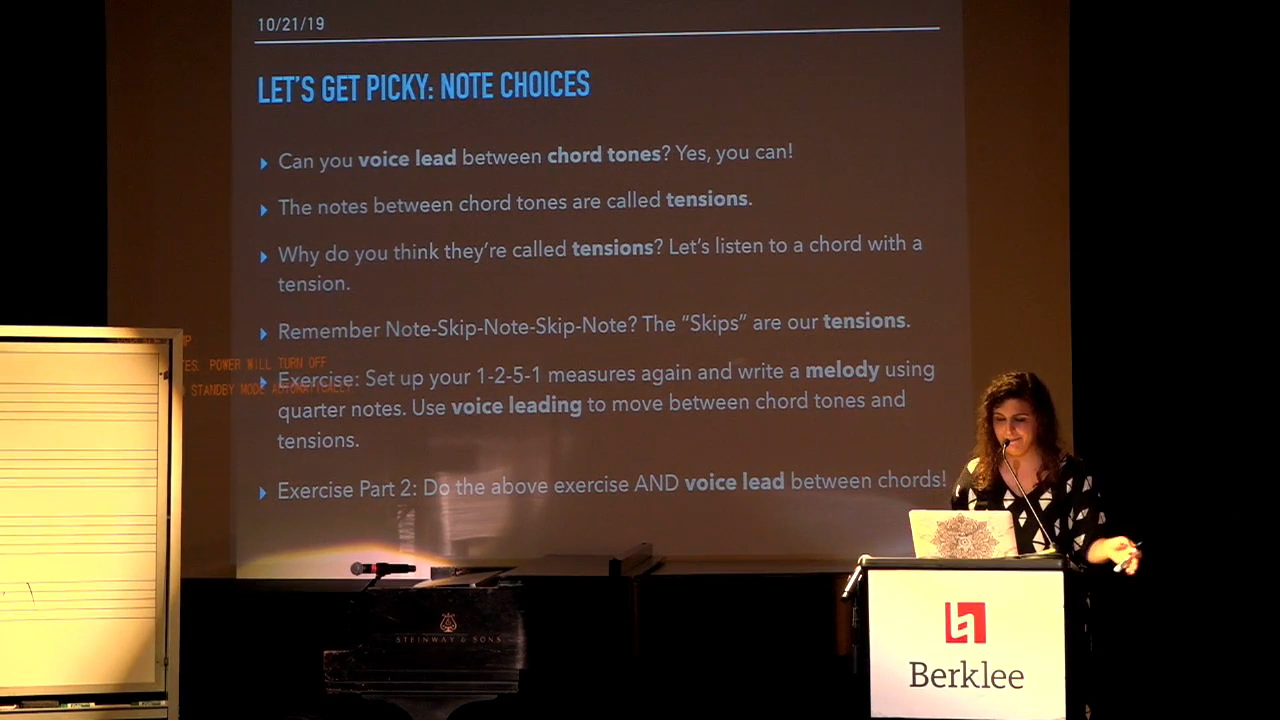 10/21/19
LET'S GET PICKY: NOTE CHOICES
Can you voice lead between chord tones? Yes, you can!
The notes between chord tones are called tensions.
Why do you think they're called tensions? Let's listen to a chord with a
tension.
Remember Note-Skip-Note-Skip-Note? The “Skips” are our tensions.
POWER WILL TURN OFF
STANDBY MODE AUTOMATICALLY.
Exercise: Set up your 1-2-5-1 measures again and write a melody using
quarter notes. Use voice leading to move between chord tones and
tensions.
Exercise Part 2: Do the above exercise AND voice lead between chords!
STEINWAY & SONS
Berklee